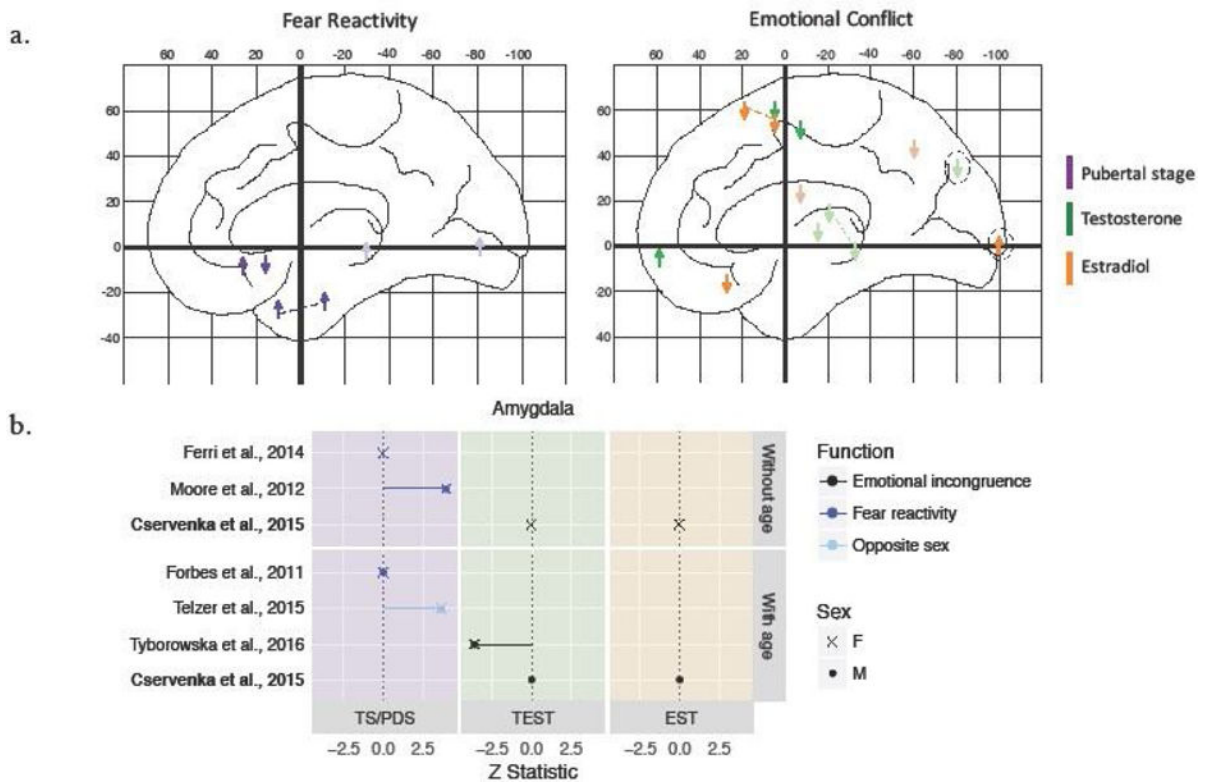 a.
Fear Reactivity
Emotional Conflict
60 40 20 0 -20 -40 -60 -80 -100
60 40 20 0 -20 -40 -60 -80 -100
60
40
20
0
-20
-40
60
40
20
0
-20
-40
Pubertal stage
Testosterone
Estradiol
b.
Amygdala
Ferri et al., 2014
Moore et al., 2012
Cservenka et al., 2015
Forbes et al., 2011
Telzer et al., 2015
Tyborowska et al., 2016
Cservenka et al., 2015
Without age
With age
TS/PDS TEST EST
-2.5 0.0 2.5 -2.5 0.0 2.5 -2.5 0.0 2.5
Z Statistic
Function
Emotional incongruence
Fear reactivity
Opposite sex
Sex
F
M